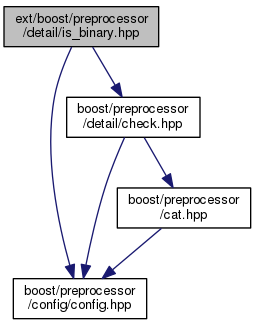 ext/boost/preprocessor
/detail/is_binary.hpp
boost/preprocessor
/detail/check.hpp
boost/preprocessor
/cat.hpp
boost/preprocessor
/config/config.hpp